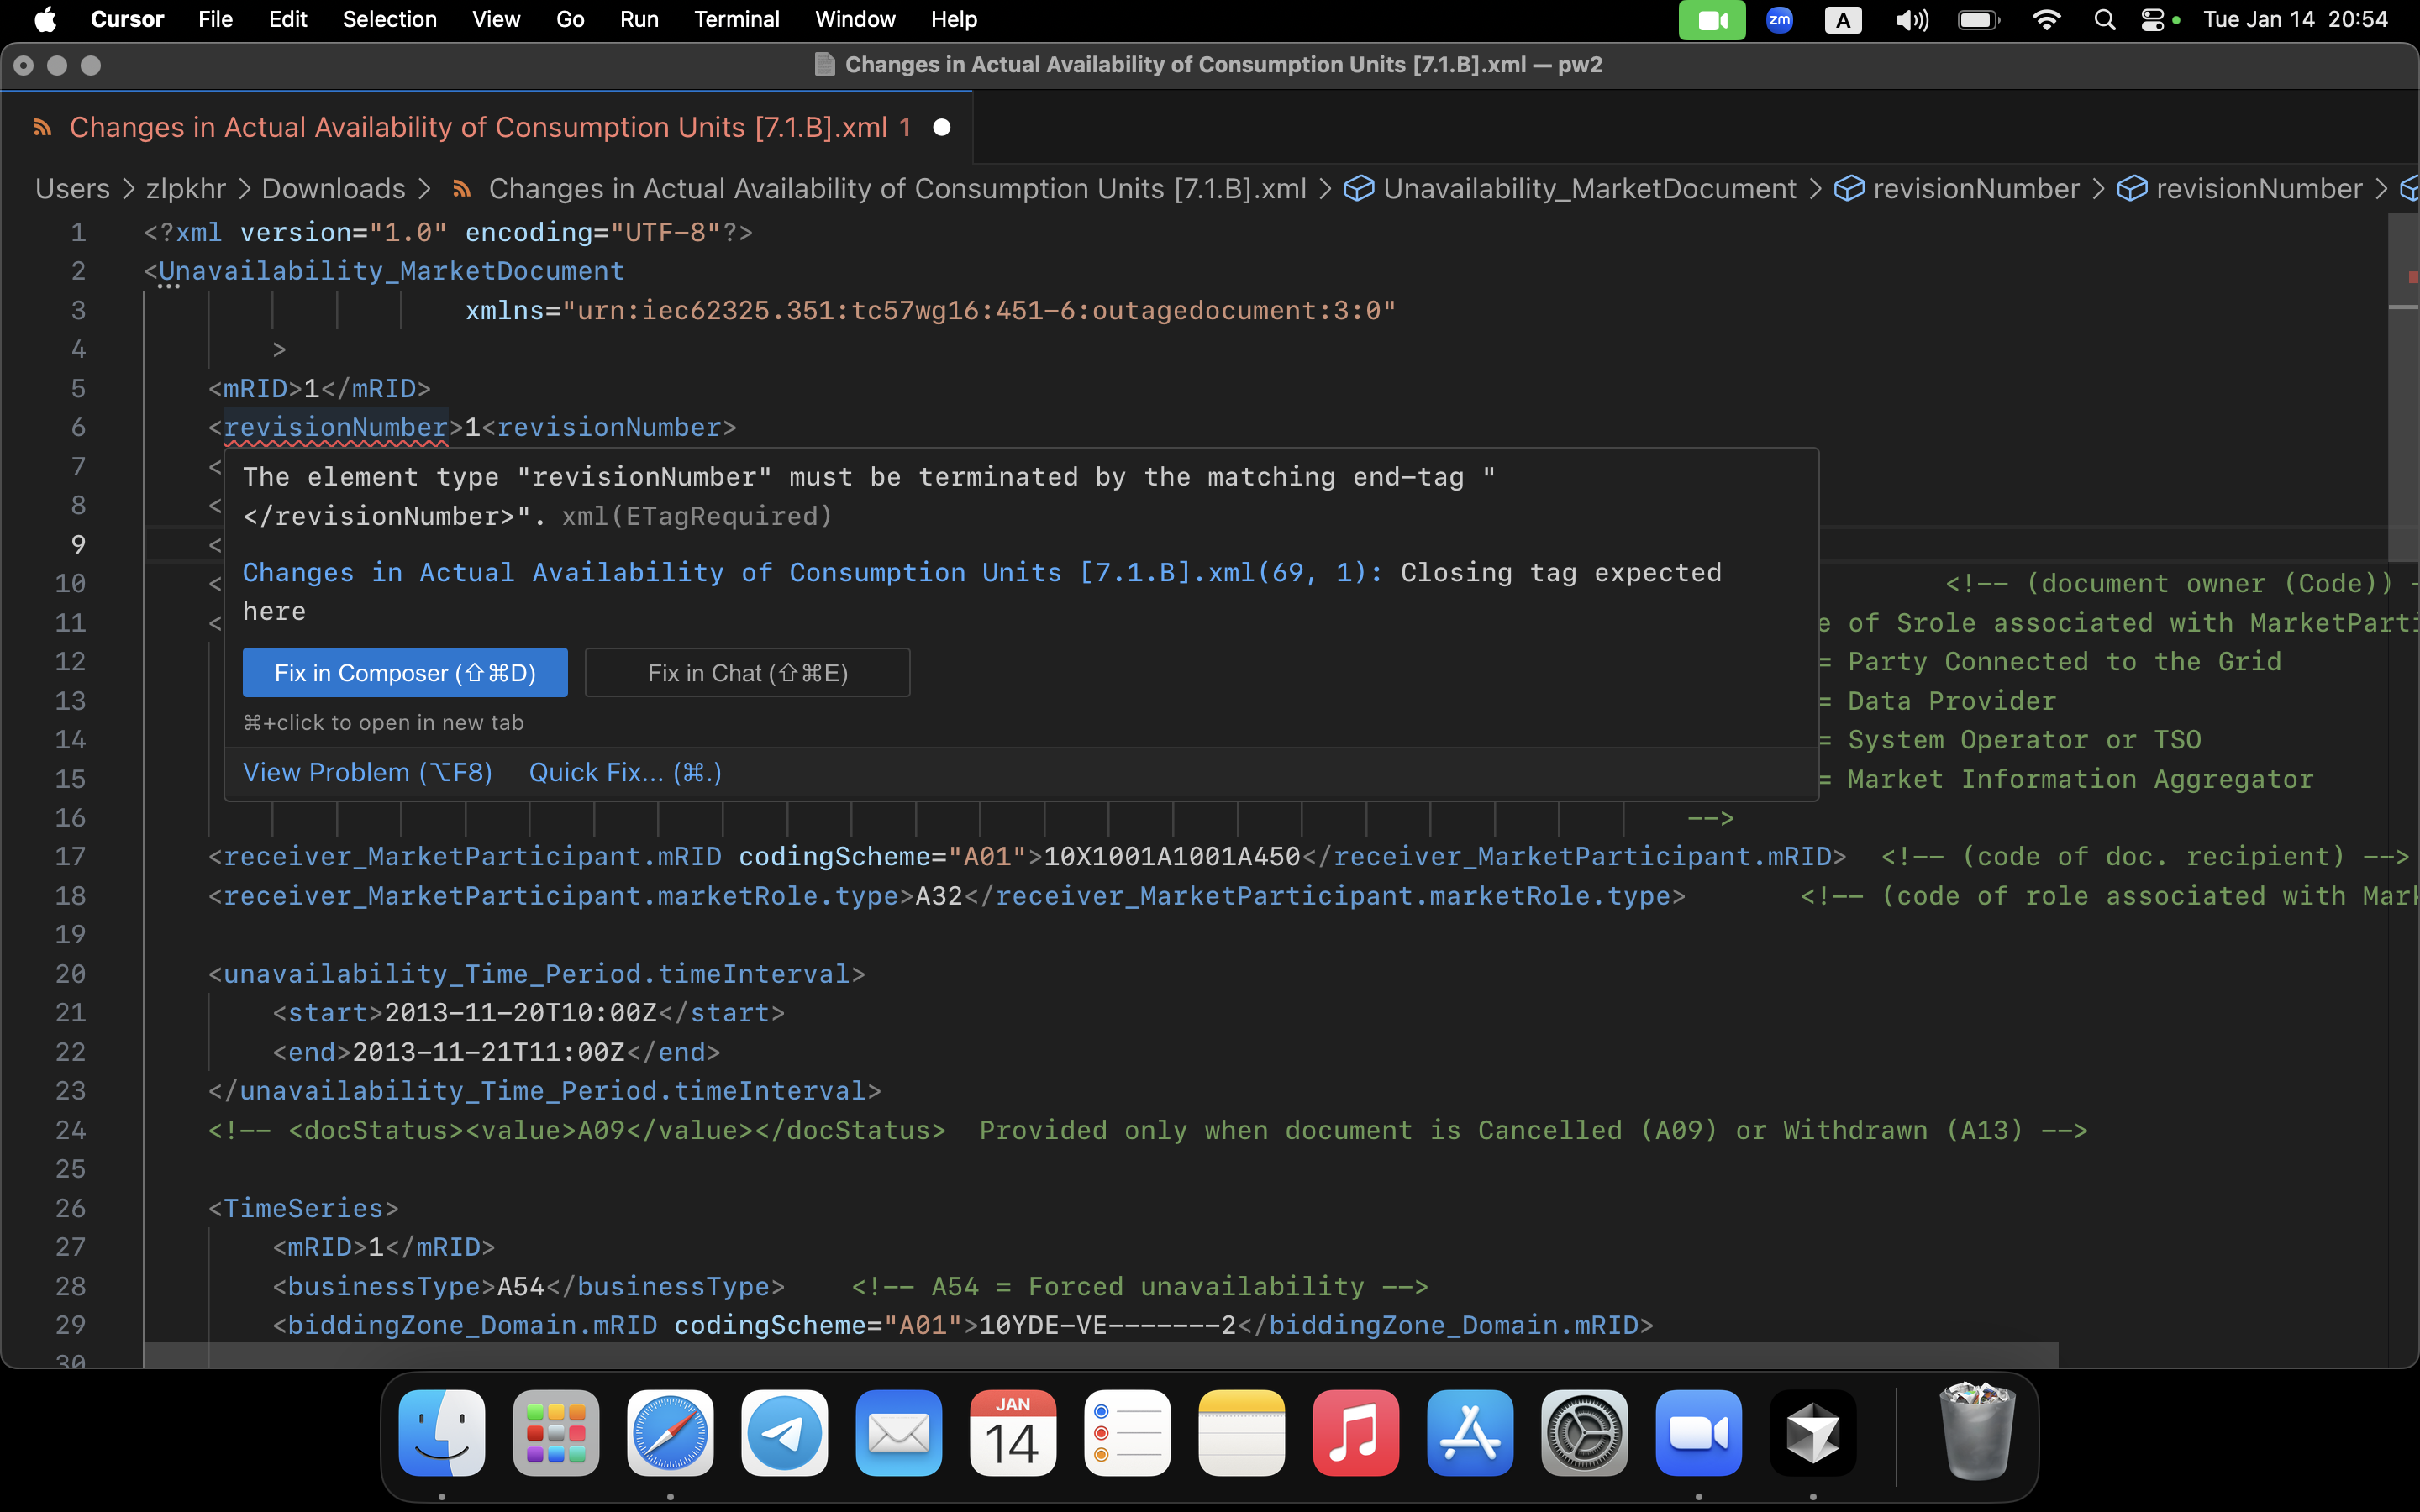 Cursor File Edit Selection View Go Run Terminal Window Help zm A Tue Jan 14 20:54
Changes in Actual Availability of Consumption Units [7.1.B].xml — pw2
Changes in Actual Availability of Consumption Units [7.1.B].xml 1
Users > zlpkhr > Downloads > Changes in Actual Availability of Consumption Units [7.1.B].xml > Unavailability_MarketDocument > revisionNumber > revisionNumber >
1 <?xml version="1.0" encoding="UTF-8"?>
2 <Unavailability_MarketDocument
3 xmlns="urn:iec62325.351:tc57wg16:451-6:outagedocument:3:0"
4 >
5 <mRID>1</mRID>
6 <revisionNumber>1<revisionNumber>
7 <
The element type "revisionNumber" must be terminated by the matching end-tag "
8 <
</revisionNumber>". xml(ETagRequired)
9 <
Changes in Actual Availability of Consumption Units [7.1.B].xml(69, 1): Closing tag expected
here
10 < <!-- (document owner (Code)) -
11 < e of Srole associated with MarketParti
12 = Party Connected to the Grid
Fix in Composer (⇧⌘D) Fix in Chat (⇧⌘E)
13 = Data Provider
⌘+click to open in new tab
14 = System Operator or TSO
View Problem (⌥F8) Quick Fix... (⌘.)
15 = Market Information Aggregator
16 -->
17 <receiver_MarketParticipant.mRID codingScheme="A01">10X1001A1001A450</receiver_MarketParticipant.mRID> <!-- (code of doc. recipient) -->
18 <receiver_MarketParticipant.marketRole.type>A32</receiver_MarketParticipant.marketRole.type> <!-- (code of role associated with Mark
19
20 <unavailability_Time_Period.timeInterval>
21 <start>2013-11-20T10:00Z</start>
22 <end>2013-11-21T11:00Z</end>
23 </unavailability_Time_Period.timeInterval>
24 <!-- <docStatus><value>A09</value></docStatus> Provided only when document is Cancelled (A09) or Withdrawn (A13) -->
25
26 <TimeSeries>
27 <mRID>1</mRID>
28 <businessType>A54</businessType> <!-- A54 = Forced unavailability -->
29 <biddingZone_Domain.mRID codingScheme="A01">10YDE-VE-------2</biddingZone_Domain.mRID>
30
JAN
14